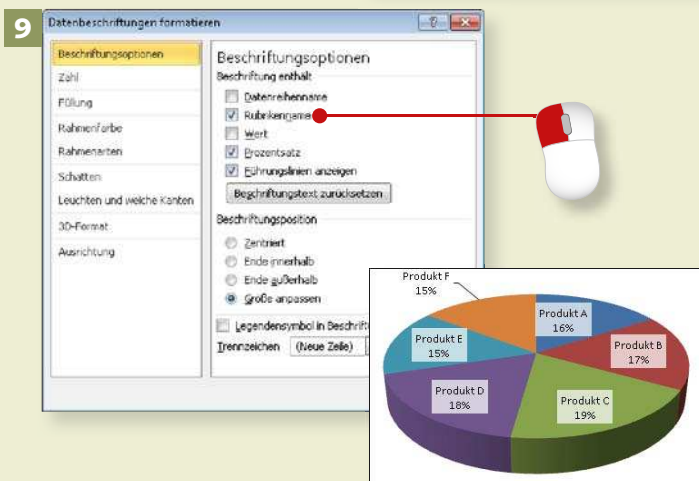 9
Datenbeschriftungen formatieren
Beschriftungsoptionen
Zahl
Füllung
Rahmenfarbe
Rahmenarten
Schatten
Leuchten und weiche Kanten
3D-Format
Ausrichtung
Beschriftungsoptionen
Beschriftung enthält
Datenreihenname
Rubrikenname
Wert
Prozentsatz
Führungslinien anzeigen
Beschriftungstext zurücksetzen
Beschriftungsposition
Zentriert
Ende innerhalb
Ende außerhalb
Große anpassen
Legendensymbol in Beschrift
Trennzeichen (Neue Zeile)
Produkt F
15%
Produkt A
16%
Produkt B
17%
Produkt E
15%
Produkt D
18%
Produkt C
19%